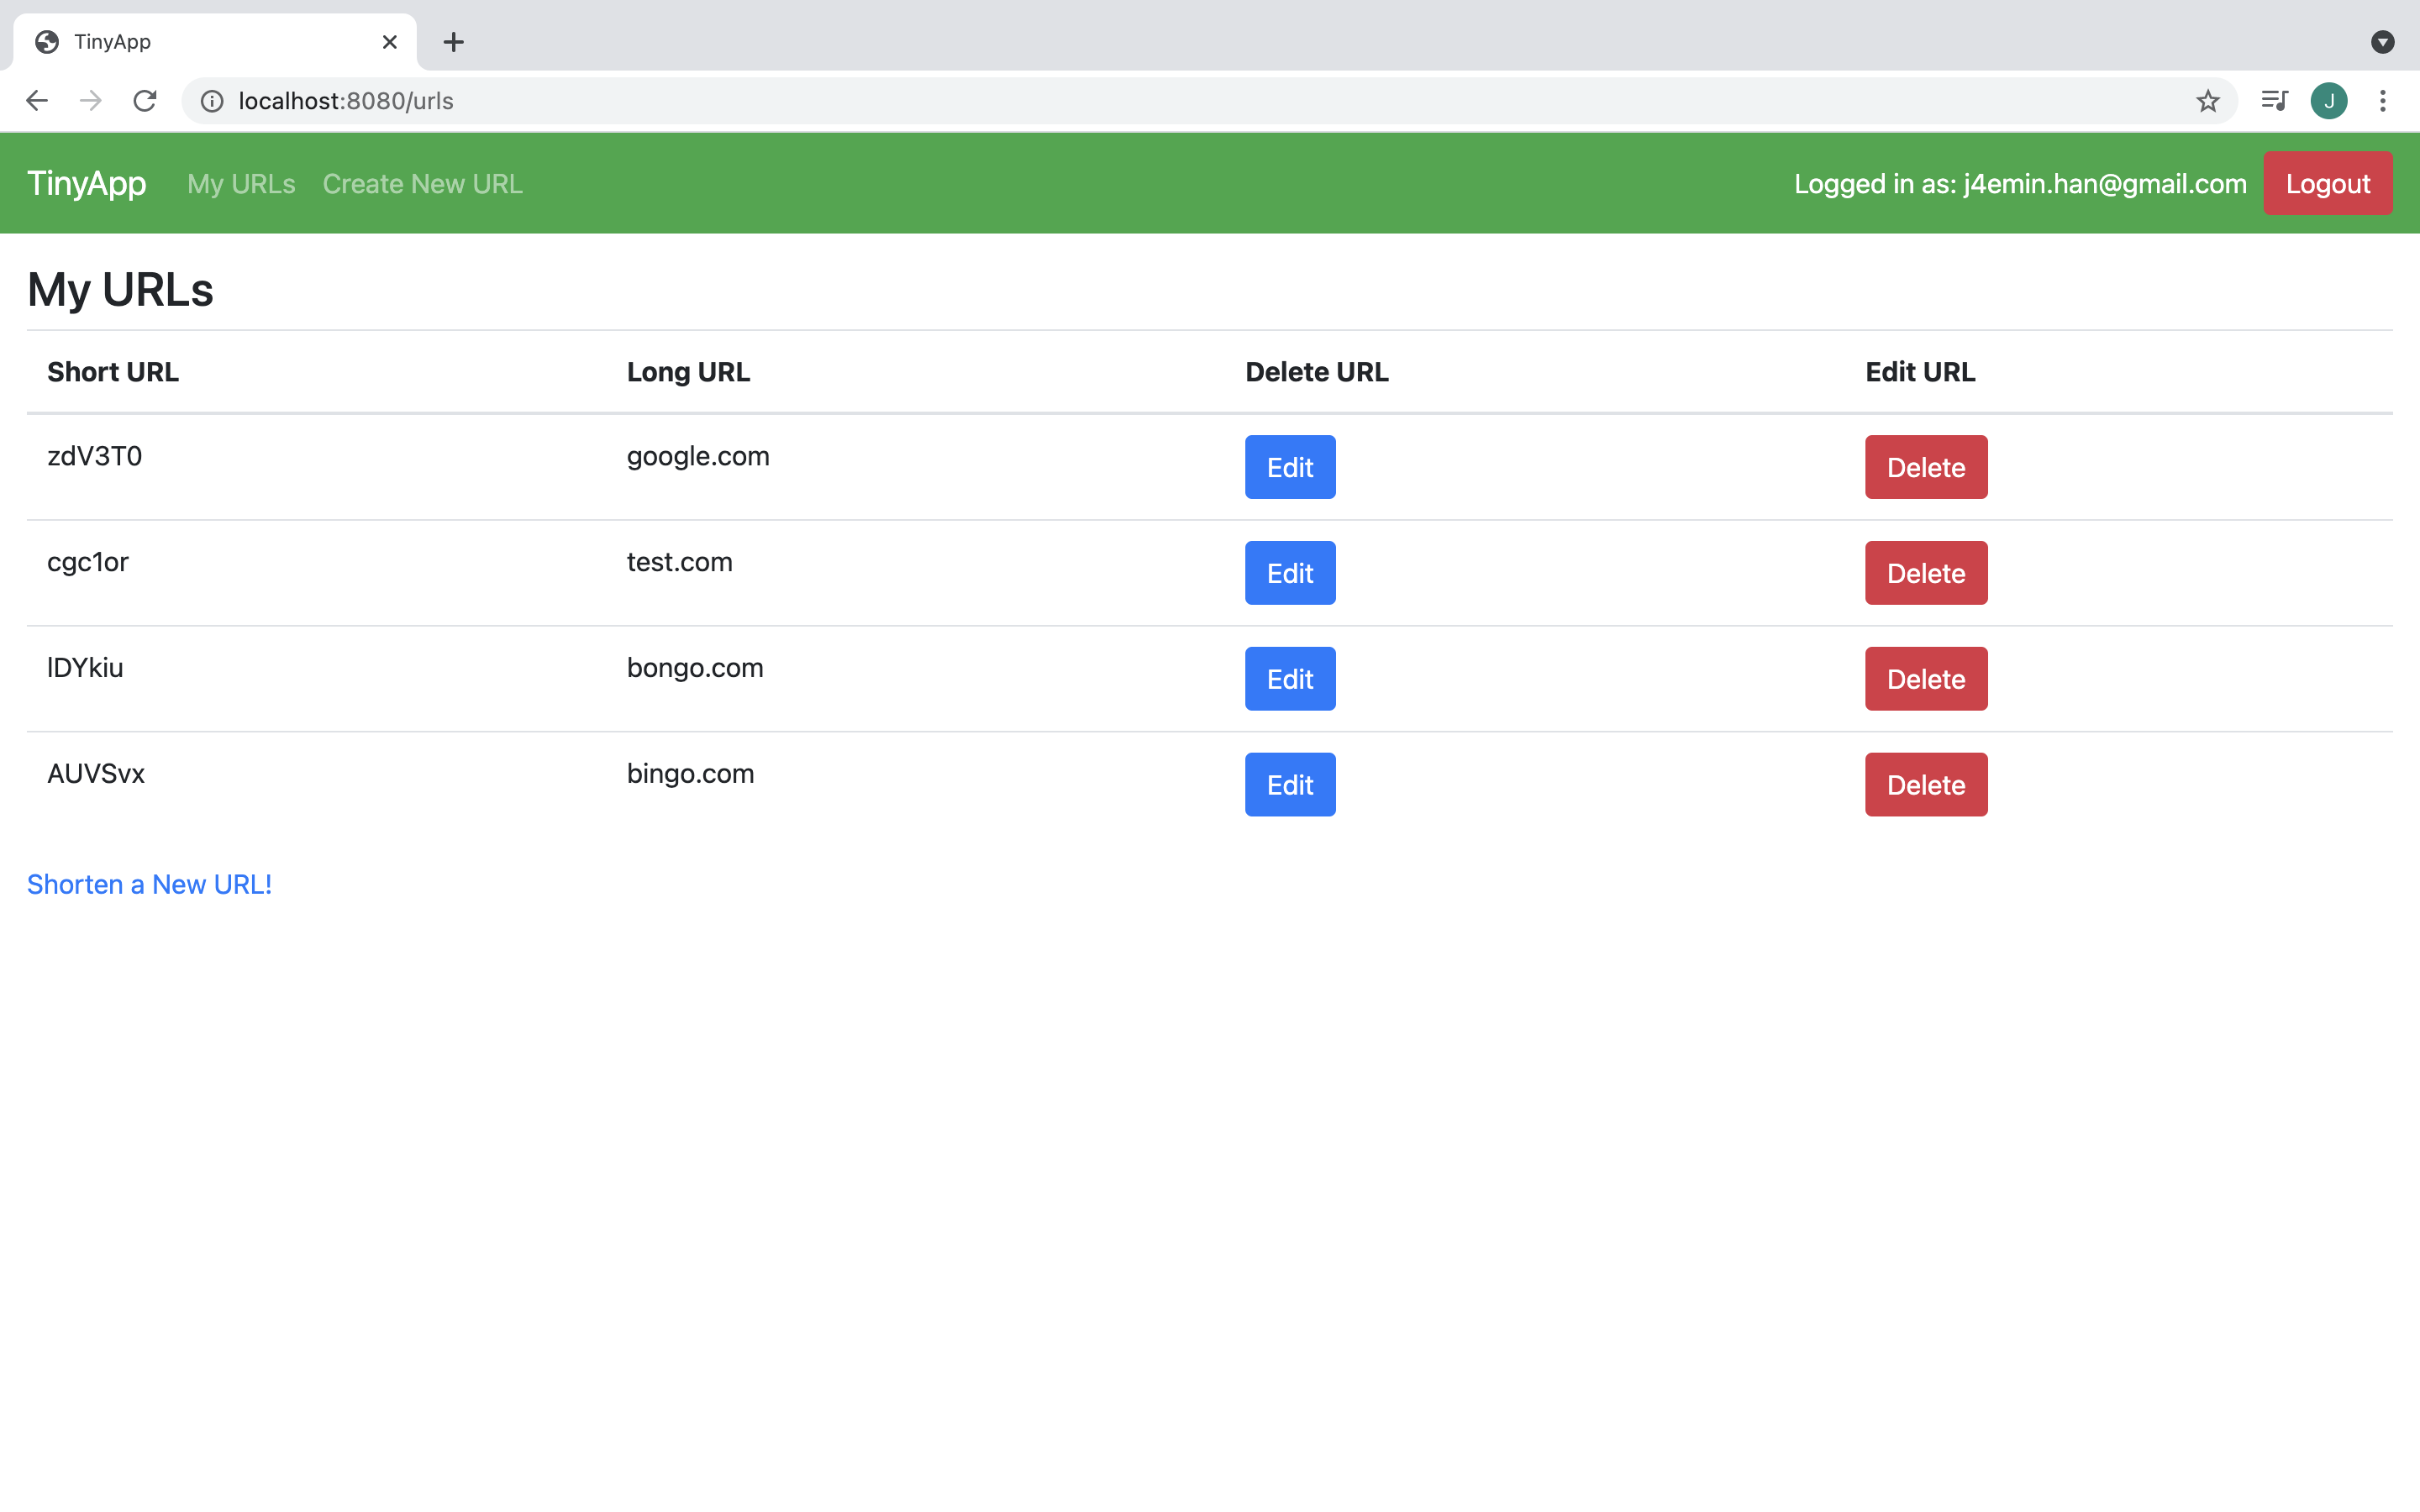 TinyApp
localhost:8080/urls
J
TinyApp My URLs Create New URL Logged in as: j4emin.han@gmail.com Logout
My URLs
Short URL Long URL Delete URL Edit URL
zdV3T0 google.com Edit Delete
cgc1or test.com Edit Delete
lDYkiu bongo.com Edit Delete
AUVSvx bingo.com Edit Delete
Shorten a New URL!